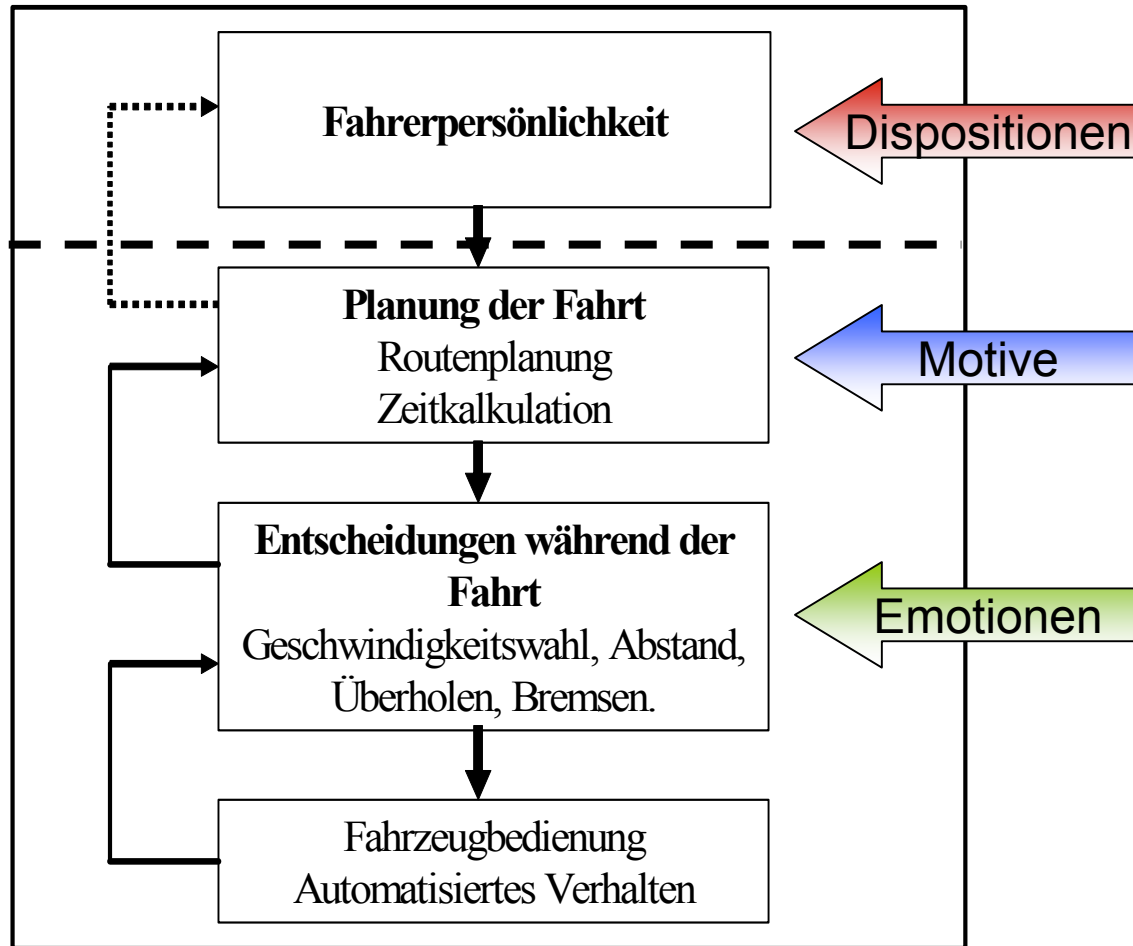 Fahrerpersönlichkeit
Dispositionen
Planung der Fahrt
Routenplanung
Zeitkalkulation
Motive
Entscheidungen während der
Fahrt
Geschwindigkeitswahl, Abstand,
Überholen, Bremsen.
Emotionen
Fahrzeugbedienung
Automatisiertes Verhalten